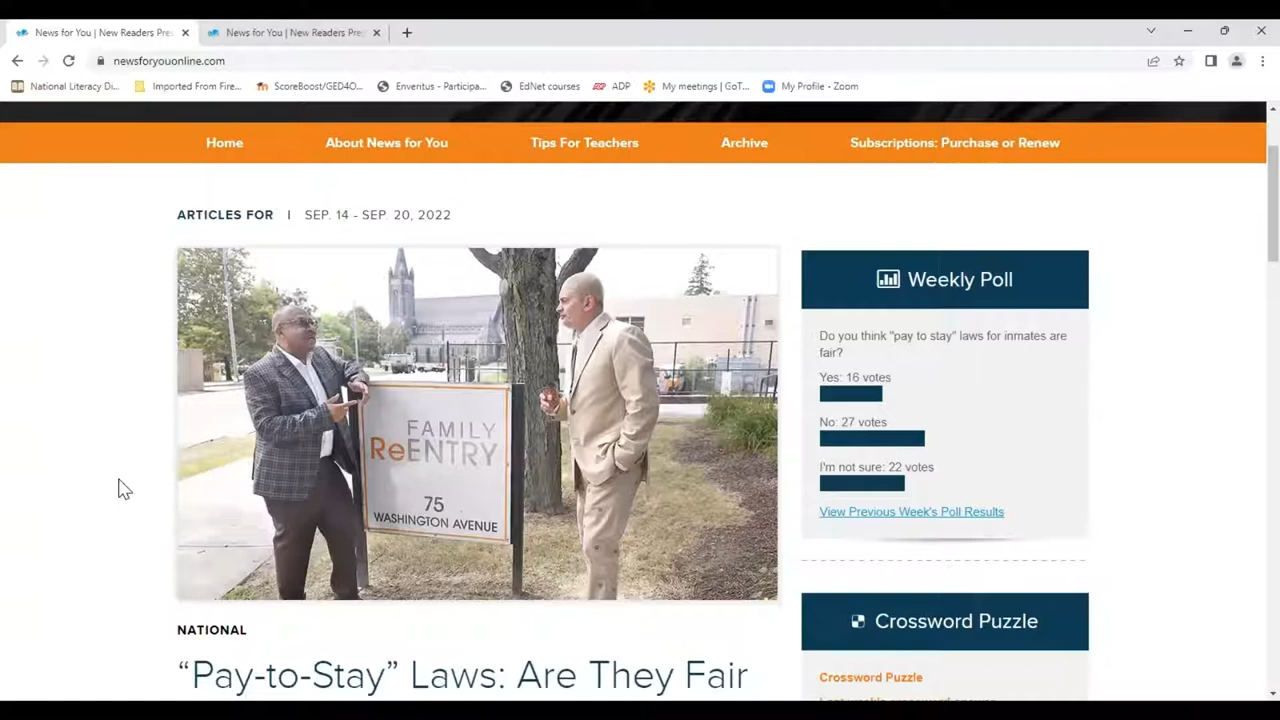 News for You | New Readers Pre
News for You | New Readers Pre
newsforyouonline.com
National Literacy Di...
Imported From Fire...
ScoreBoost/GED4O...
Enveritus - Participa...
EdNet courses
ADP
My meetings | GoT...
My Profile - Zoom
Home
About News for You
Tips For Teachers
Archive
Subscriptions: Purchase or Renew
ARTICLES FOR | SEP. 14 - SEP. 20, 2022
FAMILY
ReENTRY
75
WASHINGTON AVENUE
NATIONAL
“Pay-to-Stay” Laws: Are They Fair
Weekly Poll
Do you think "pay to stay" laws for inmates are
fair?
Yes: 16 votes
No: 27 votes
I'm not sure: 22 votes
View Previous Week's Poll Results
Crossword Puzzle
Crossword Puzzle